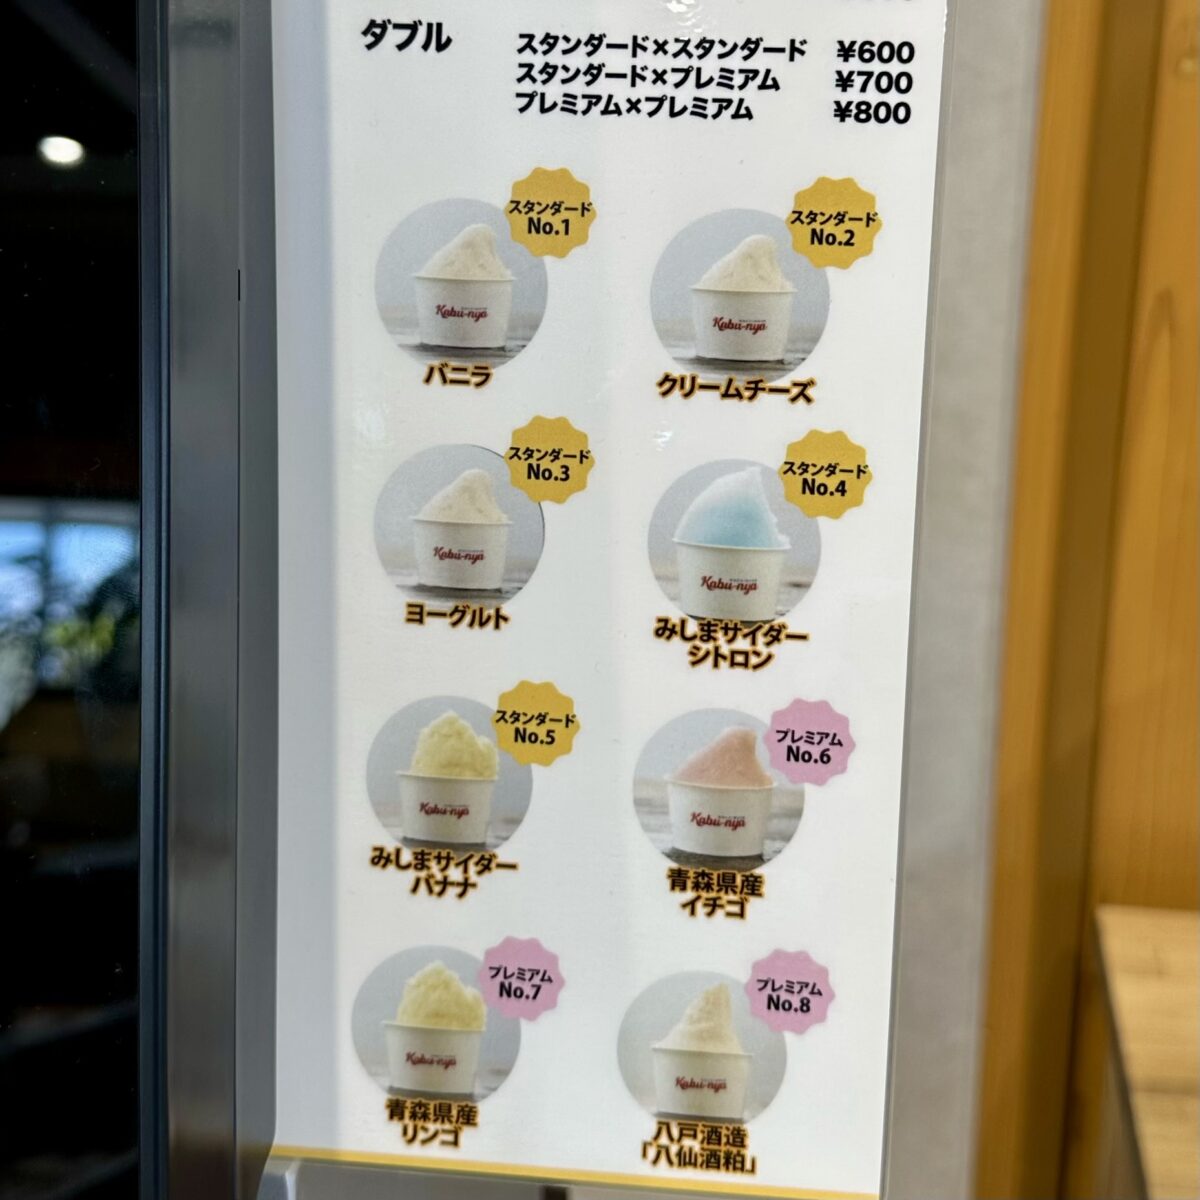 ダブル
スタンダード×スタンダード ¥600
スタンダード×プレミアム ¥700
プレミアム×プレミアム ¥800
スタンダード
No.1
Kabu-nya
バニラ
スタンダード
No.2
Kabu-nya
クリームチーズ
スタンダード
No.3
Kabu-nya
ヨーグルト
スタンダード
No.4
Kabu-nya
みしまサイダー
シトロン
スタンダード
No.5
Kabu-nya
みしまサイダー
バナナ
プレミアム
No.6
Kabu-nya
青森県産
イチゴ
プレミアム
No.7
Kabu-nya
青森県産
リンゴ
プレミアム
No.8
Kabu-nya
八戸酒造
「八仙酒粕」